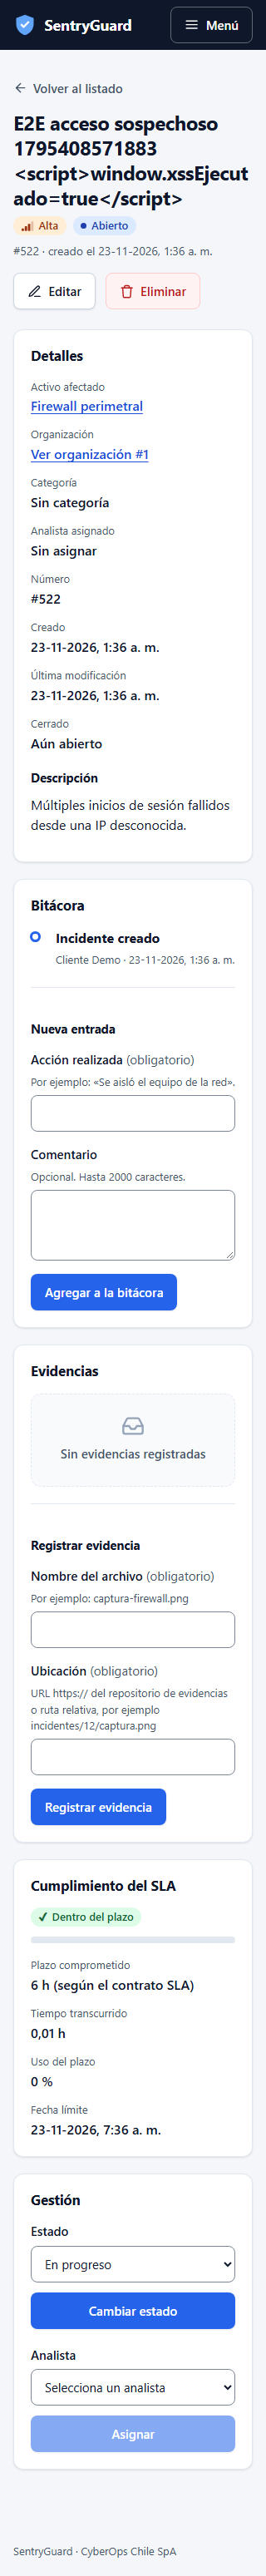 SentryGuard
Menú
Volver al listado
E2E acceso sospechoso
1795408571883
<script>window.xssEjecut
ado=true</script>
Alta
Abierto
#522 · creado el 23-11-2026, 1:36 a. m.
Editar
Eliminar
Detalles
Activo afectado
Firewall perimetral
Organización
Ver organización #1
Categoría
Sin categoría
Analista asignado
Sin asignar
Número
#522
Creado
23-11-2026, 1:36 a. m.
Última modificación
23-11-2026, 1:36 a. m.
Cerrado
Aún abierto
Descripción
Múltiples inicios de sesión fallidos
desde una IP desconocida.
Bitácora
Incidente creado
Cliente Demo · 23-11-2026, 1:36 a. m.
Nueva entrada
Acción realizada (obligatorio)
Por ejemplo: «Se aisló el equipo de la red».
Comentario
Opcional. Hasta 2000 caracteres.
Agregar a la bitácora
Evidencias
Sin evidencias registradas
Registrar evidencia
Nombre del archivo (obligatorio)
Por ejemplo: captura-firewall.png
Ubicación (obligatorio)
URL https:// del repositorio de evidencias
o ruta relativa, por ejemplo
incidentes/12/captura.png
Registrar evidencia
Cumplimiento del SLA
Dentro del plazo
Plazo comprometido
6 h (según el contrato SLA)
Tiempo transcurrido
0,01 h
Uso del plazo
0 %
Fecha límite
23-11-2026, 7:36 a. m.
Gestión
Estado
En progreso
Cambiar estado
Analista
Selecciona un analista
Asignar
SentryGuard · CyberOps Chile SpA